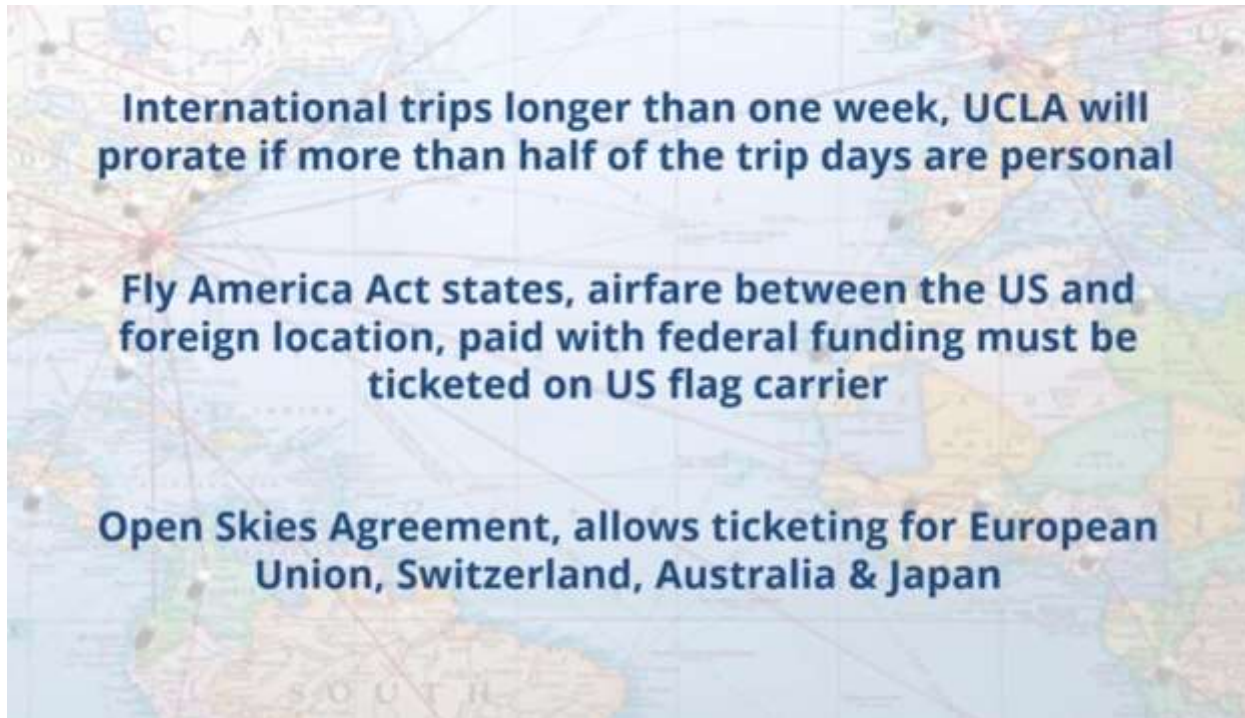 International trips longer than one week, UCLA will
prorate if more than half of the trip days are personal
Fly America Act states, airfare between the US and
foreign location, paid with federal funding must be
ticketed on US flag carrier
Open Skies Agreement, allows ticketing for European
Union, Switzerland, Australia & Japan
SOUTH